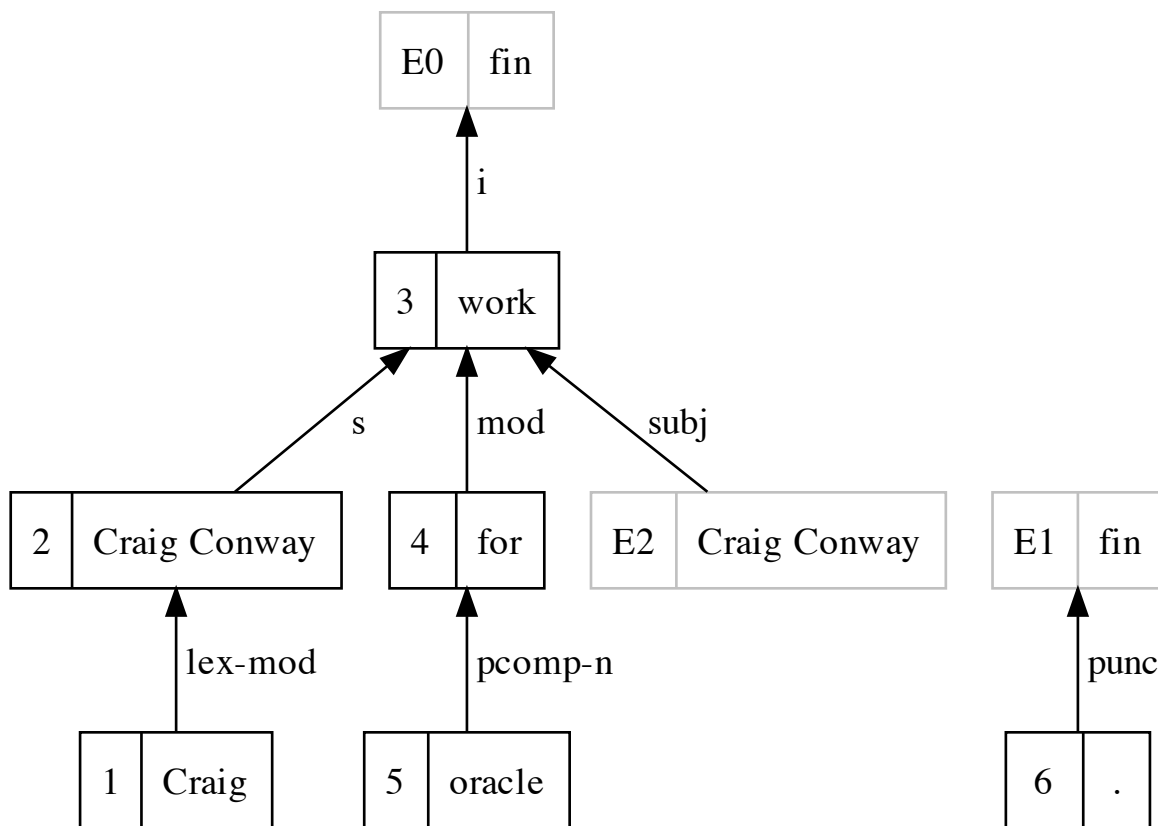 E0 fin
i
3 work
s mod subj
2 Craig Conway 4 for E2 Craig Conway E1 fin
lex-mod pcomp-n punc
1 Craig 5 oracle 6 .